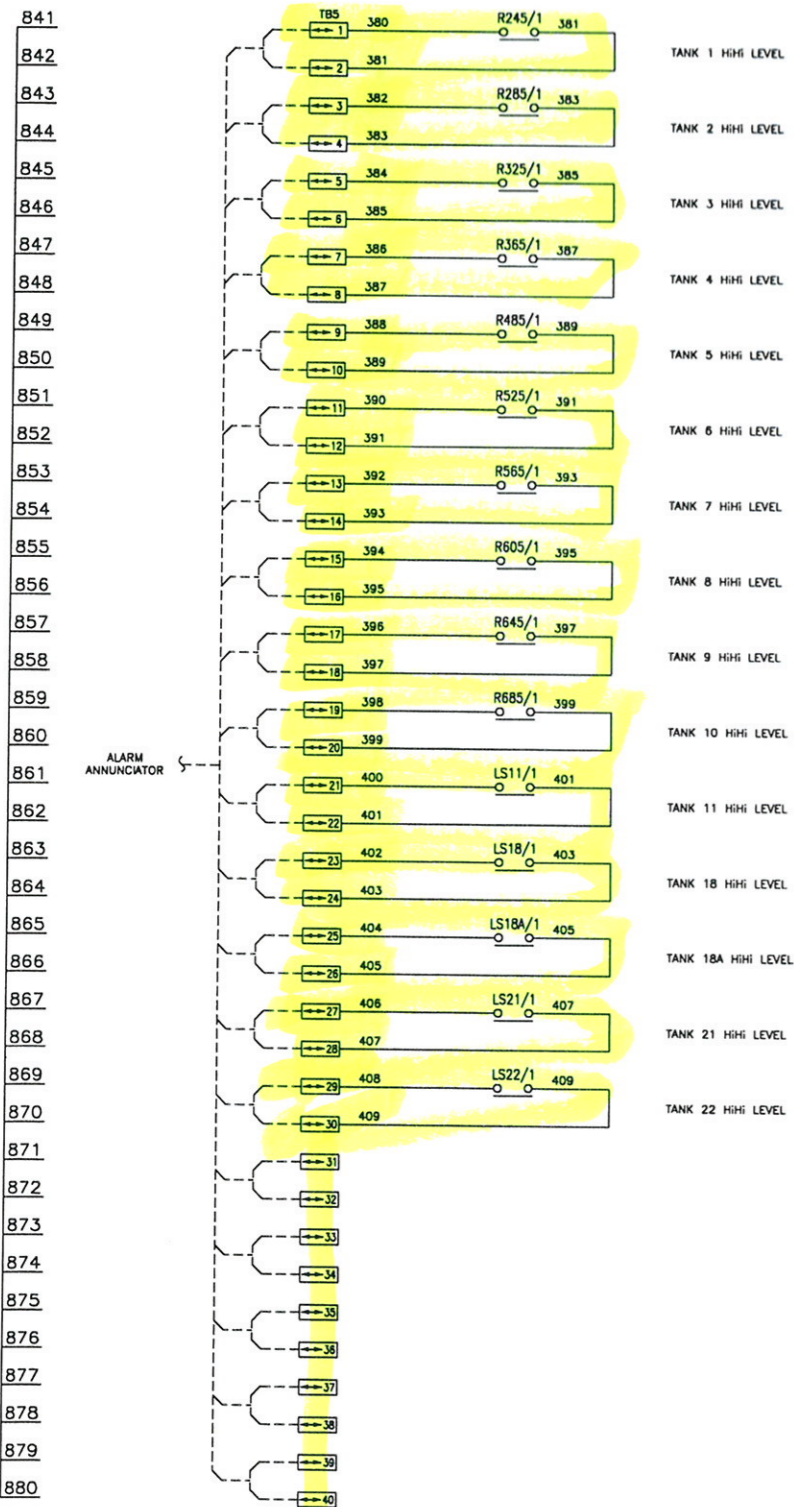 841
TB5
1 380 R245/1 381
842
2 381
TANK 1 HiHi LEVEL
843
3 382 R285/1 383
844
4 383
TANK 2 HiHi LEVEL
845
5 384 R325/1 385
846
6 385
TANK 3 HiHi LEVEL
847
7 386 R365/1 387
848
8 387
TANK 4 HiHi LEVEL
849
9 388 R485/1 389
850
10 389
TANK 5 HiHi LEVEL
851
11 390 R525/1 391
852
12 391
TANK 6 HiHi LEVEL
853
13 392 R565/1 393
854
14 393
TANK 7 HiHi LEVEL
855
15 394 R605/1 395
856
16 395
TANK 8 HiHi LEVEL
857
17 396 R645/1 397
858
18 397
TANK 9 HiHi LEVEL
859
19 398 R685/1 399
860
20 399
TANK 10 HiHi LEVEL
ALARM
ANNUNCIATOR
861
21 400 LS11/1 401
862
22 401
TANK 11 HiHi LEVEL
863
23 402 LS18/1 403
864
24 403
TANK 18 HiHi LEVEL
865
25 404 LS18A/1 405
866
26 405
TANK 18A HiHi LEVEL
867
27 406 LS21/1 407
868
28 407
TANK 21 HiHi LEVEL
869
29 408 LS22/1 409
870
30 409
TANK 22 HiHi LEVEL
871
31
872
32
873
33
874
34
875
35
876
36
877
37
878
38
879
39
880
40